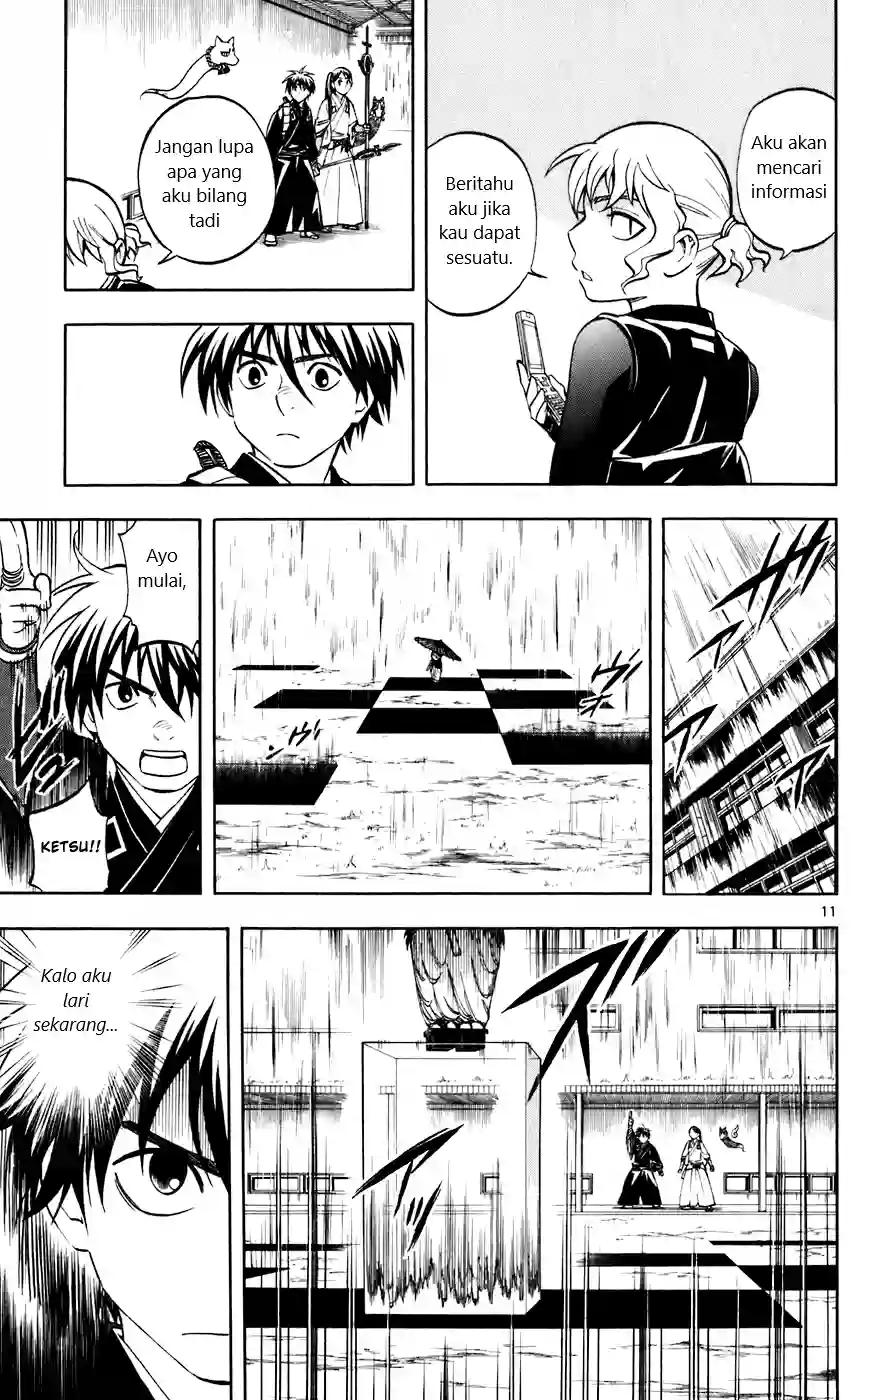 Aku akan
mencari
informasi
Beritahu
aku jika
kau dapat
sesuatu.
Jangan lupa
apa yang
aku bilang
tadi
Ayo
mulai,
KETSU!!
11
Kalo aku
lari
sekarang...